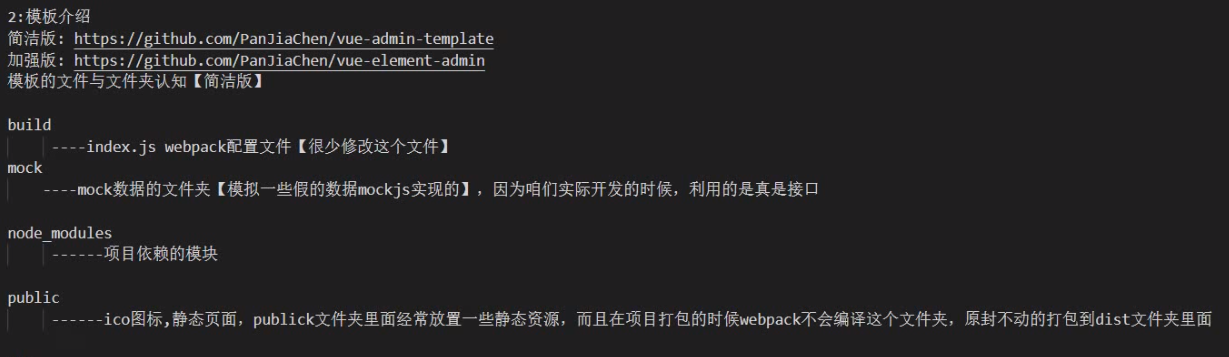 2:模板介绍
简洁版: https://github.com/PanJiaChen/vue-admin-template
加强版: https://github.com/PanJiaChen/vue-element-admin
模板的文件与文件夹认知【简洁版】
build
----index.js webpack配置文件【很少修改这个文件】
mock
----mock数据的文件夹【模拟一些假的数据mockjs实现的】，因为咱们实际开发的时候，利用的是真是接口
node_modules
------项目依赖的模块
public
------ico图标,静态页面，publick文件夹里面经常放置一些静态资源，而且在项目打包的时候webpack不会编译这个文件夹，原封不动的打包到dist文件夹里面